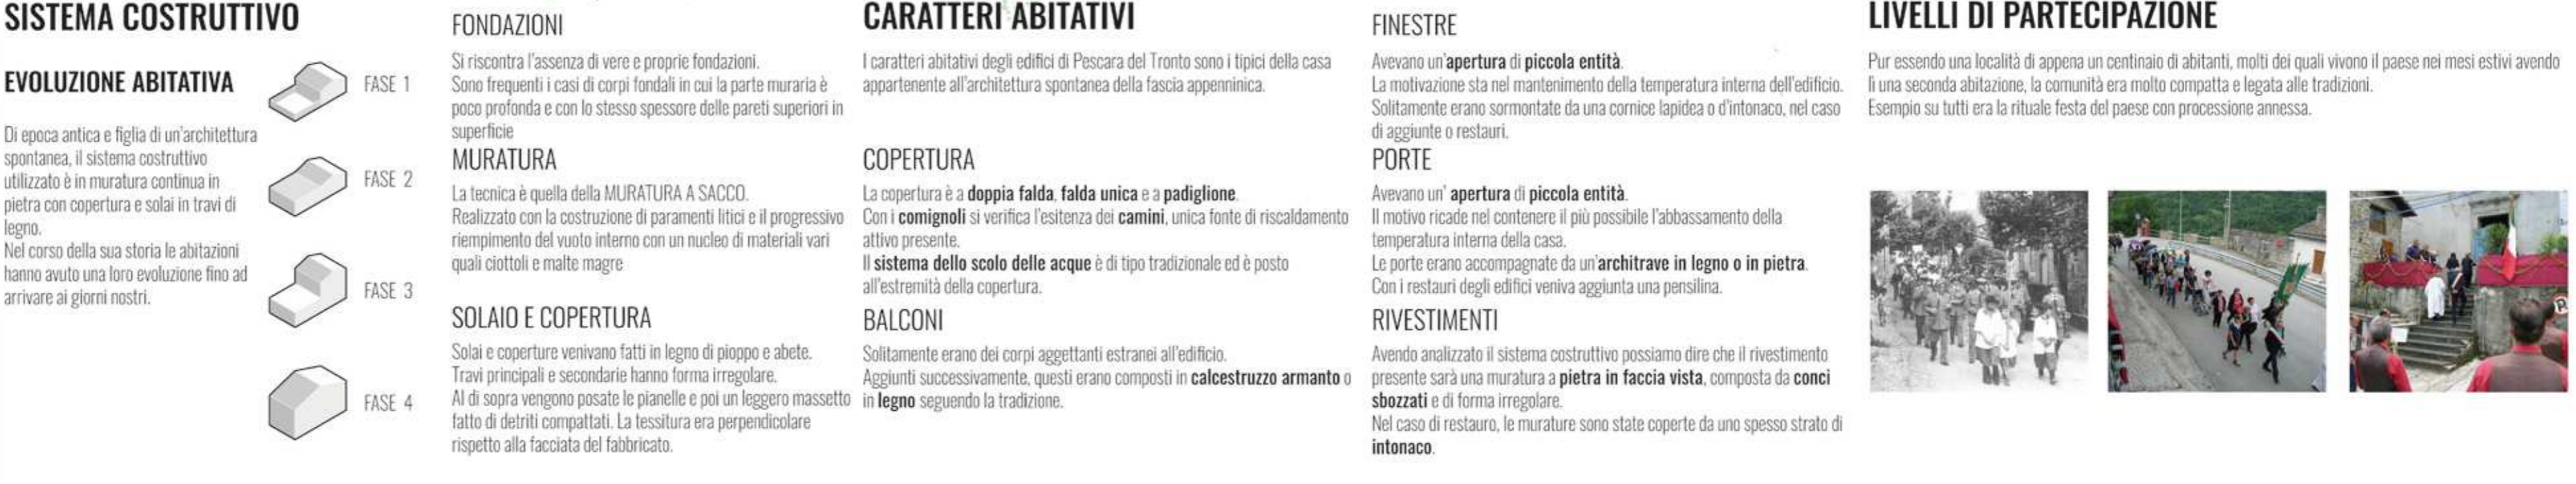 SISTEMA COSTRUTTIVO
EVOLUZIONE ABITATIVA
Di epoca antica e figlia di un'architettura
spontanea, il sistema costruttivo
utilizzato è in muratura continua in
pietra con copertura e solai in travi di
legno.
Nel corso della sua storia le abitazioni
hanno avuto una loro evoluzione fino ad
arrivare ai giorni nostri.
FASE 1
FASE 2
FASE 3
FASE 4
FONDAZIONI
Si riscontra l'assenza di vere e proprie fondazioni.
Sono frequenti i casi di corpi fondali in cui la parte muraria è
poco profonda e con lo stesso spessore delle pareti superiori in
superficie
MURATURA
La tecnica è quella della MURATURA A SACCO.
Realizzato con la costruzione di paramenti litici e il progressivo
riempimento del vuoto interno con un nucleo di materiali vari
quali ciottoli e malte magre
SOLAIO E COPERTURA
Solai e coperture venivano fatti in legno di pioppo e abete.
Travi principali e secondarie hanno forma irregolare.
Al di sopra vengono posate le pianelle e poi un leggero massetto
fatto di detriti compattati. La tessitura era perpendicolare
rispetto alla facciata del fabbricato.
CARATTERI ABITATIVI
I caratteri abitativi degli edifici di Pescara del Tronto sono i tipici della casa
appartenente all'architettura spontanea della fascia appenninica.
COPERTURA
La copertura è a doppia falda, falda unica e a padiglione.
Con i comignoli si verifica l'esitenza dei camini, unica fonte di riscaldamento
attivo presente.
Il sistema dello scolo delle acque è di tipo tradizionale ed è posto
all'estremità della copertura.
BALCONI
Solitamente erano dei corpi aggettanti estranei all'edificio.
Aggiunti successivamente, questi erano composti in calcestruzzo armanto o
in legno seguendo la tradizione.
FINESTRE
Avevano un'apertura di piccola entità.
La motivazione sta nel mantenimento della temperatura interna dell'edificio.
Solitamente erano sormontate da una cornice lapidea o d'intonaco, nel caso
di aggiunte o restauri.
PORTE
Avevano un' apertura di piccola entità.
Il motivo ricade nel contenere il più possibile l'abbassamento della
temperatura interna della casa.
Le porte erano accompagnate da un'architrave in legno o in pietra.
Con i restauri degli edifici veniva aggiunta una pensilina.
RIVESTIMENTI
Avendo analizzato il sistema costruttivo possiamo dire che il rivestimento
presente sarà una muratura a pietra in faccia vista, composta da conci
sbozzati e di forma irregolare.
Nel caso di restauro, le murature sono state coperte da uno spesso strato di
intonaco.
LIVELLI DI PARTECIPAZIONE
Pur essendo una località di appena un centinaio di abitanti, molti dei quali vivono il paese nei mesi estivi avendo
lì una seconda abitazione, la comunità era molto compatta e legata alle tradizioni.
Esempio su tutti era la rituale festa del paese con processione annessa.